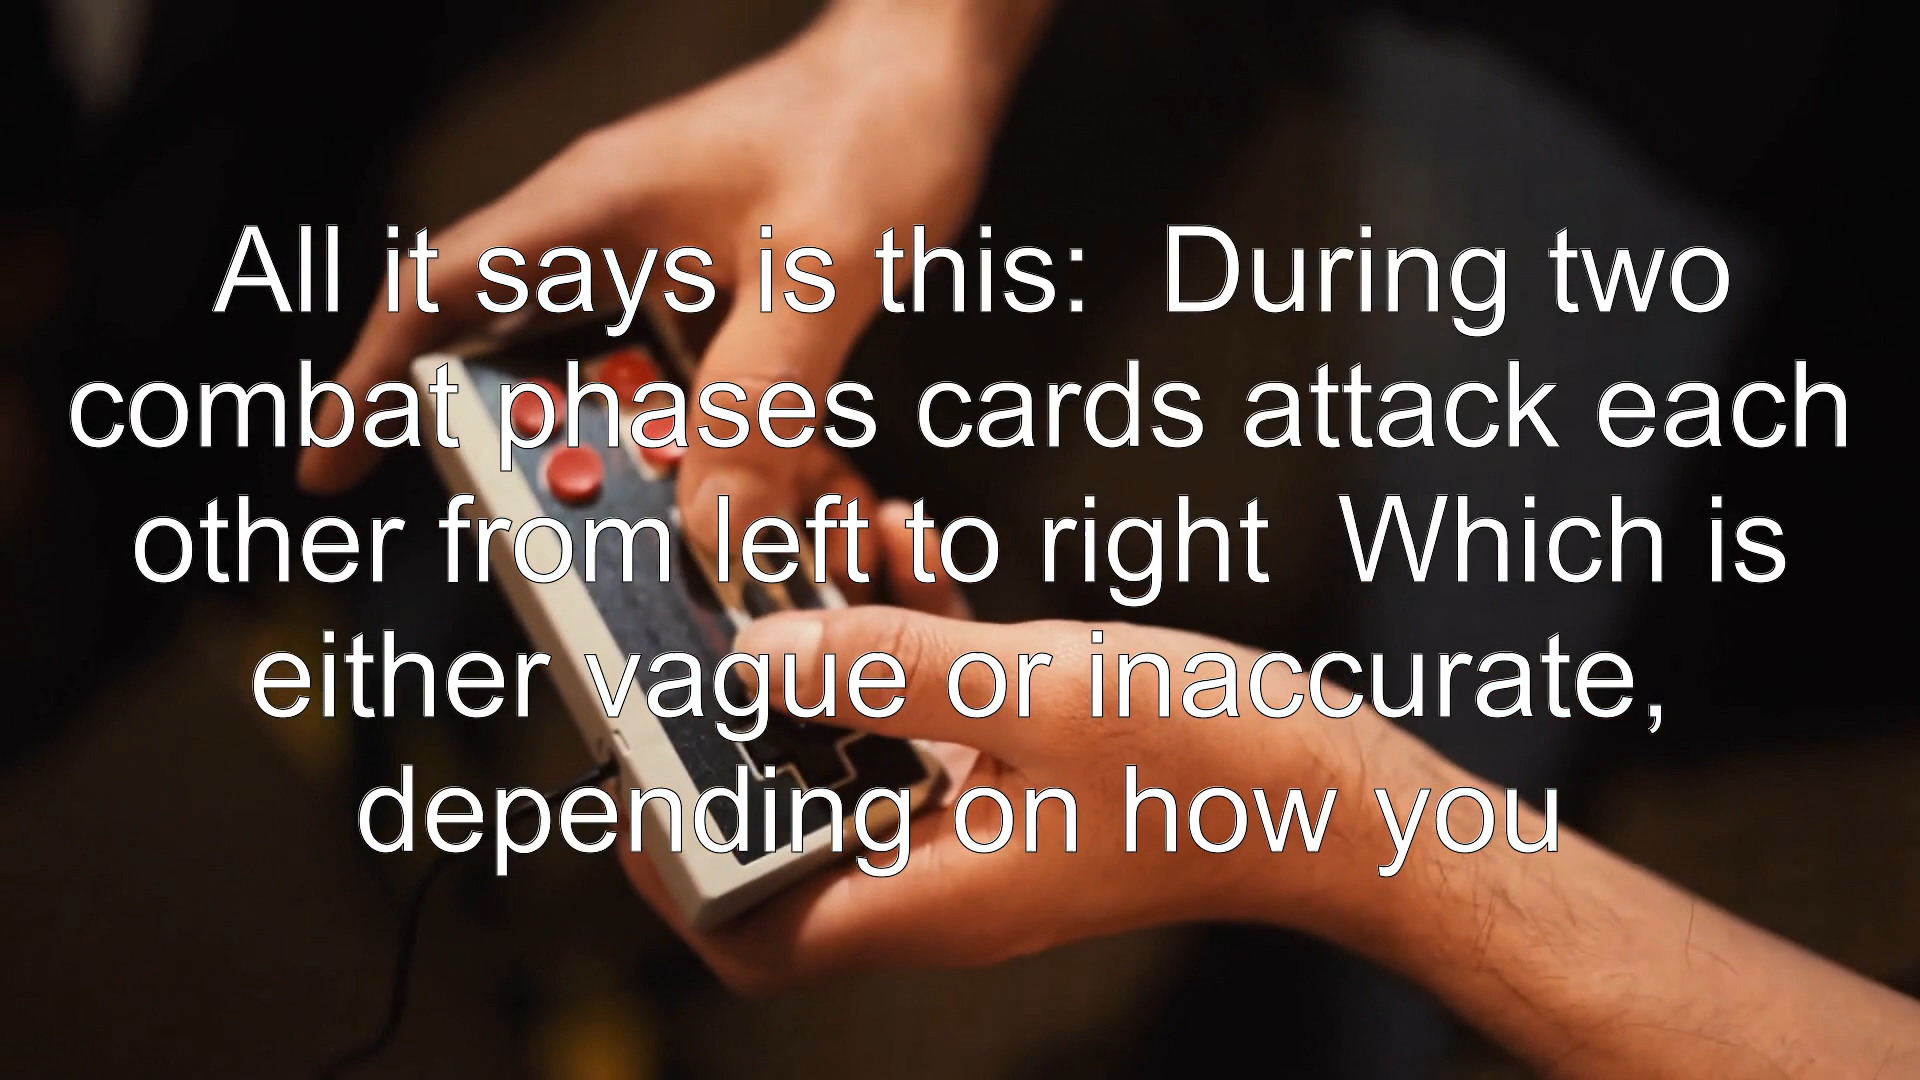 All it says is this:  During two
combat phases cards attack each
other from left to right  Which is
either vague or inaccurate,
depending on how you